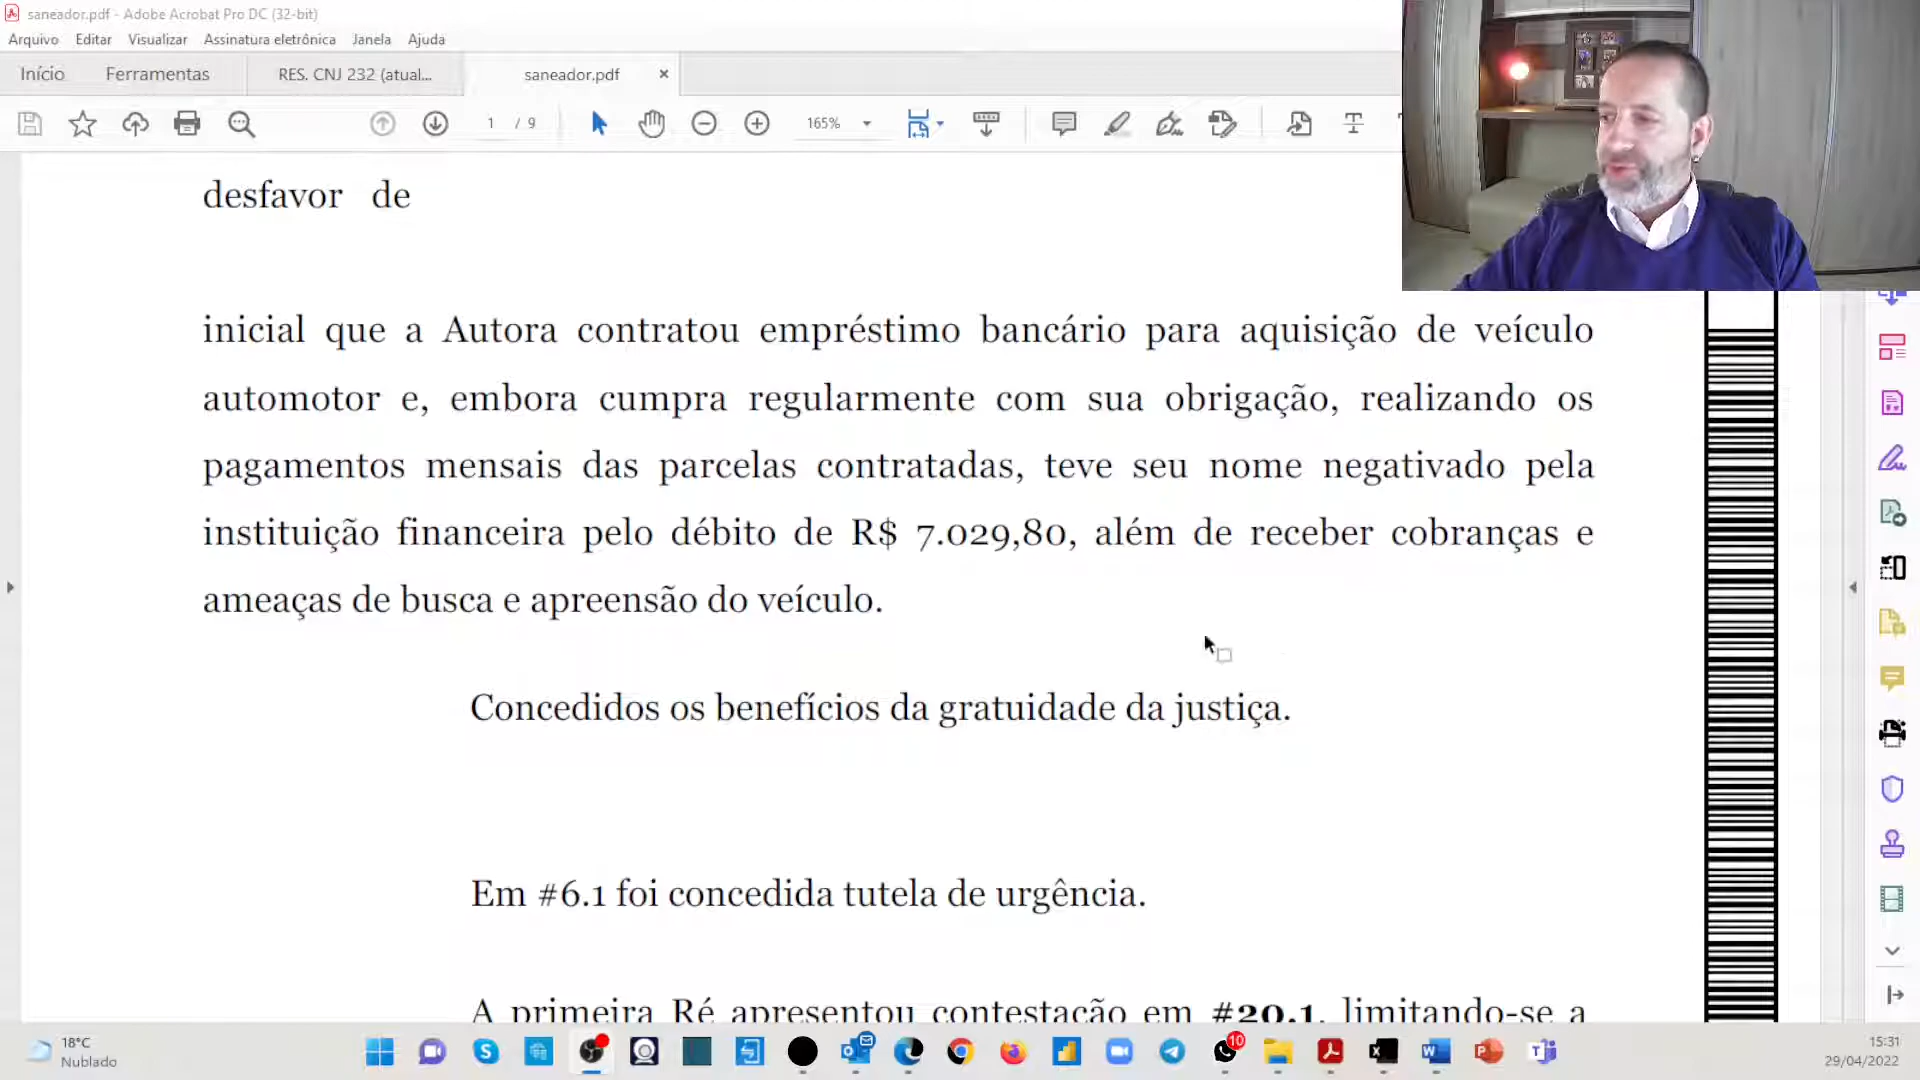 saneador.pdf - Adobe Acrobat Pro DC (32-bit)
Arquivo Editar Visualizar Assinatura eletrônica Janela Ajuda
Início Ferramentas RES. CNJ 232 (atual... saneador.pdf ×
1 / 9 165%
desfavor de
inicial que a Autora contratou empréstimo bancário para aquisição de veículo
automotor e, embora cumpra regularmente com sua obrigação, realizando os
pagamentos mensais das parcelas contratadas, teve seu nome negativado pela
instituição financeira pelo débito de R$ 7.029,80, além de receber cobranças e
ameaças de busca e apreensão do veículo.
Concedidos os benefícios da gratuidade da justiça.
Em #6.1 foi concedida tutela de urgência.
A primeira Ré apresentou contestação em #20.1, limitando-se a
18°C
Nublado
10
15:31
29/04/2022